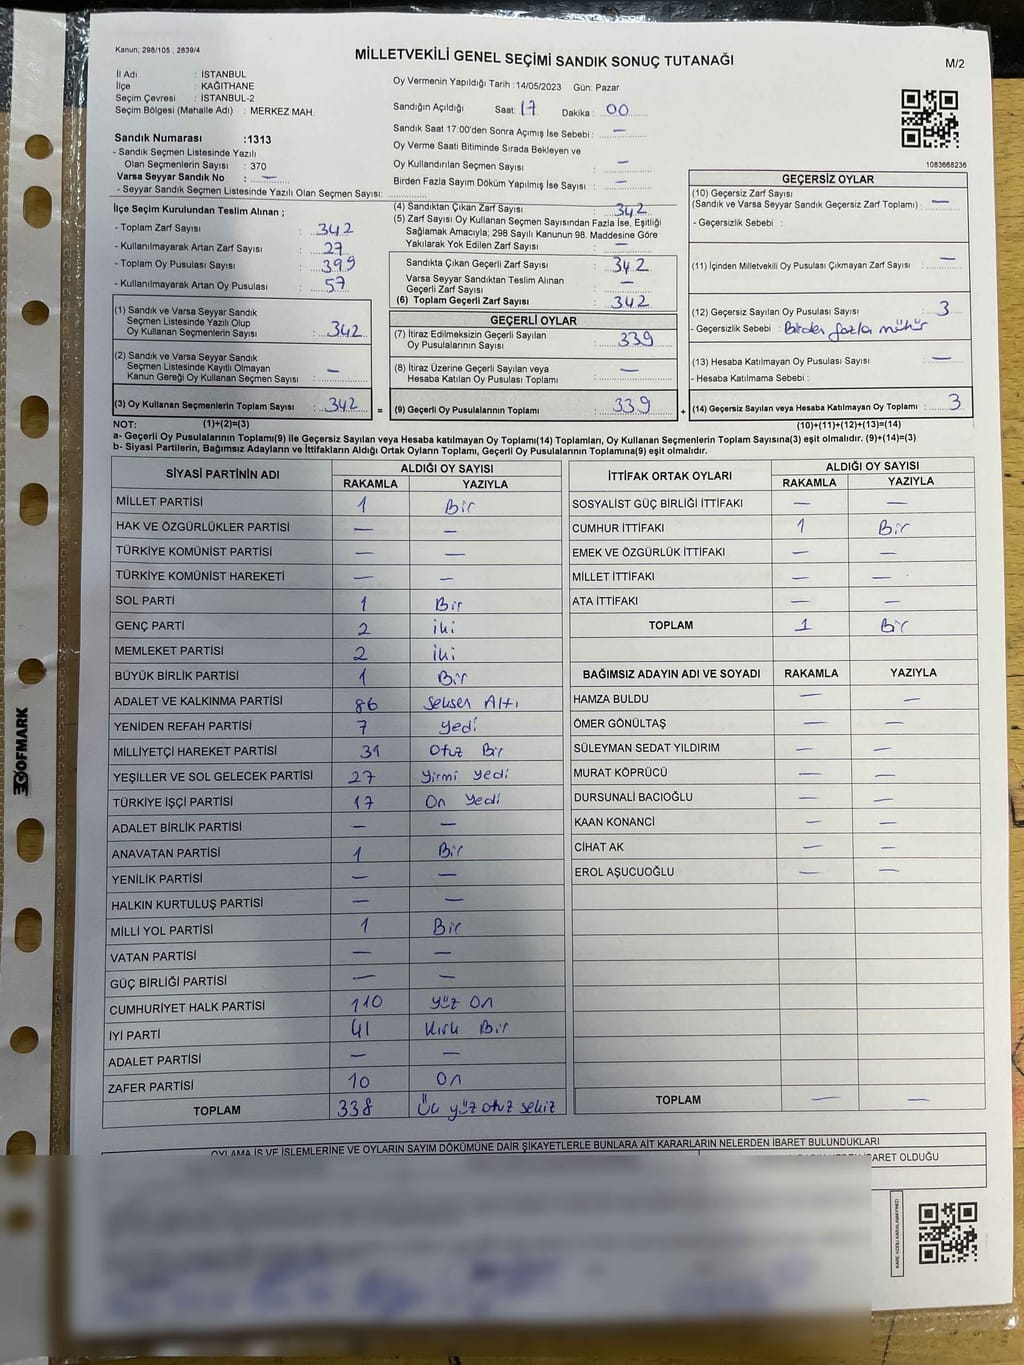 Kanun; 298/105 , 2839/4
MİLLETVEKİLİ GENEL SEÇİMİ SANDIK SONUÇ TUTANAĞI
M/2
İl Adı : İSTANBUL
İlçe : KAĞITHANE
Seçim Çevresi : İSTANBUL-2
Seçim Bölgesi (Mahalle Adı) : MERKEZ MAH.
Oy Vermenin Yapıldığı Tarih :14/05/2023 Gün: Pazar
Sandığın Açıldığı Saat: 17 Dakika : 00
Sandık Saat 17:00'den Sonra Açımış İse Sebebi : —
Oy Verme Saati Bitiminde Sırada Bekleyen ve
Oy Kullandırılan Seçmen Sayısı : —
Birden Fazla Sayım Döküm Yapılmış İse Sayısı : —
1083668236
Sandık Numarası :1313
- Sandık Seçmen Listesinde Yazılı
Olan Seçmenlerin Sayısı : 370
Varsa Seyyar Sandık No : —
- Seyyar Sandık Seçmen Listesinde Yazılı Olan Seçmen Sayısı:
İlçe Seçim Kurulundan Teslim Alınan ;
- Toplam Zarf Sayısı : 342
- Kullanılmayarak Artan Zarf Sayısı : 27
- Toplam Oy Pusulası Sayısı : 399
- Kullanılmayarak Artan Oy Pusulası : 57
(1) Sandık ve Varsa Seyyar Sandık
Seçmen Listesinde Yazılı Olup
Oy Kullanan Seçmenlerin Sayısı : 342
(2) Sandık ve Varsa Seyyar Sandık
Seçmen Listesinde Kayıtlı Olmayan
Kanun Gereği Oy Kullanan Seçmen Sayısı : —
(3) Oy Kullanan Seçmenlerin Toplam Sayısı : 342 =
(4) Sandıktan Çıkan Zarf Sayısı : 342
(5) Zarf Sayısı Oy Kullanan Seçmen Sayısından Fazla İse, Eşitliği
Sağlamak Amacıyla; 298 Sayılı Kanunun 98. Maddesine Göre
Yakılarak Yok Edilen Zarf Sayısı : —
Sandıkta Çıkan Geçerli Zarf Sayısı : 342
Varsa Seyyar Sandıktan Teslim Alınan
Geçerli Zarf Sayısı : —
(6) Toplam Geçerli Zarf Sayısı : 342
GEÇERLİ OYLAR
(7) İtiraz Edilmeksizin Geçerli Sayılan
Oy Pusulalarının Sayısı : 339
(8) İtiraz Üzerine Geçerli Sayılan veya
Hesaba Katılan Oy Pusulası Toplamı : —
(9) Geçerli Oy Pusulalarının Toplamı : 339 +
GEÇERSİZ OYLAR
(10) Geçersiz Zarf Sayısı
(Sandık ve Varsa Seyyar Sandık Geçersiz Zarf Toplamı) : —
- Geçersizlik Sebebi :
(11) İçinden Milletvekili Oy Pusulası Çıkmayan Zarf Sayısı : —
(12) Geçersiz Sayılan Oy Pusulası Sayısı : 3
- Geçersizlik Sebebi : Birden fazla mühür
(13) Hesaba Katılmayan Oy Pusulası Sayısı : —
- Hesaba Katılmama Sebebi :
(14) Geçersiz Sayılan veya Hesaba Katılmayan Oy Toplamı : 3
NOT: (1)+(2)=(3) (10)+(11)+(12)+(13)=(14)
a- Geçerli Oy Pusulalarının Toplamı(9) ile Geçersiz Sayılan veya Hesaba katılmayan Oy Toplamı(14) Toplamları, Oy Kullanan Seçmenlerin Toplam Sayısına(3) eşit olmalıdır. (9)+(14)=(3)
b- Siyasi Partilerin, Bağımsız Adayların ve İttifakların Aldığı Ortak Oyların Toplamı, Geçerli Oy Pusulalarının Toplamına(9) eşit olmalıdır.
SİYASİ PARTİNİN ADI ALDIĞI OY SAYISI
RAKAMLA YAZIYLA
MİLLET PARTİSİ 1 Bir
HAK VE ÖZGÜRLÜKLER PARTİSİ — —
TÜRKİYE KOMÜNİST PARTİSİ — —
TÜRKİYE KOMÜNİST HAREKETİ — —
SOL PARTİ 1 Bir
GENÇ PARTİ 2 iki
MEMLEKET PARTİSİ 2 iki
BÜYÜK BİRLİK PARTİSİ 1 Bir
ADALET VE KALKINMA PARTİSİ 86 Seksen Altı
YENİDEN REFAH PARTİSİ 7 yedi
MİLLİYETÇİ HAREKET PARTİSİ 31 Otuz Bir
YEŞİLLER VE SOL GELECEK PARTİSİ 27 yirmi yedi
TÜRKİYE İŞÇİ PARTİSİ 17 On yedi
ADALET BİRLİK PARTİSİ — —
ANAVATAN PARTİSİ 1 Bir
YENİLİK PARTİSİ — —
HALKIN KURTULUŞ PARTİSİ — —
MİLLİ YOL PARTİSİ 1 Bir
VATAN PARTİSİ — —
GÜÇ BİRLİĞİ PARTİSİ — —
CUMHURİYET HALK PARTİSİ 110 yüz On
İYİ PARTİ 41 kırk Bir
ADALET PARTİSİ — —
ZAFER PARTİSİ 10 On
TOPLAM 338 Üç yüz otuz sekiz
İTTİFAK ORTAK OYLARI ALDIĞI OY SAYISI
RAKAMLA YAZIYLA
SOSYALİST GÜÇ BİRLİĞİ İTTİFAKI — —
CUMHUR İTTİFAKI 1 Bir
EMEK VE ÖZGÜRLÜK İTTİFAKI — —
MİLLET İTTİFAKI — —
ATA İTTİFAKI — —
TOPLAM 1 Bir
BAĞIMSIZ ADAYIN ADI VE SOYADI RAKAMLA YAZIYLA
HAMZA BULDU — —
ÖMER GÖNÜLTAŞ — —
SÜLEYMAN SEDAT YILDIRIM — —
MURAT KÖPRÜCÜ — —
DURSUNALİ BACIOĞLU — —
KAAN KONANCİ — —
CİHAT AK — —
EROL AŞUCUOĞLU — —
TOPLAM — —
OYLAMA İŞ VE İŞLEMLERİNE VE OYLARIN SAYIM DÖKÜMÜNE DAİR ŞİKAYETLERLE BUNLARA AİT KARARLARIN NELERDEN İBARET BULUNDUKLARI
OLDUĞU
OFMARK